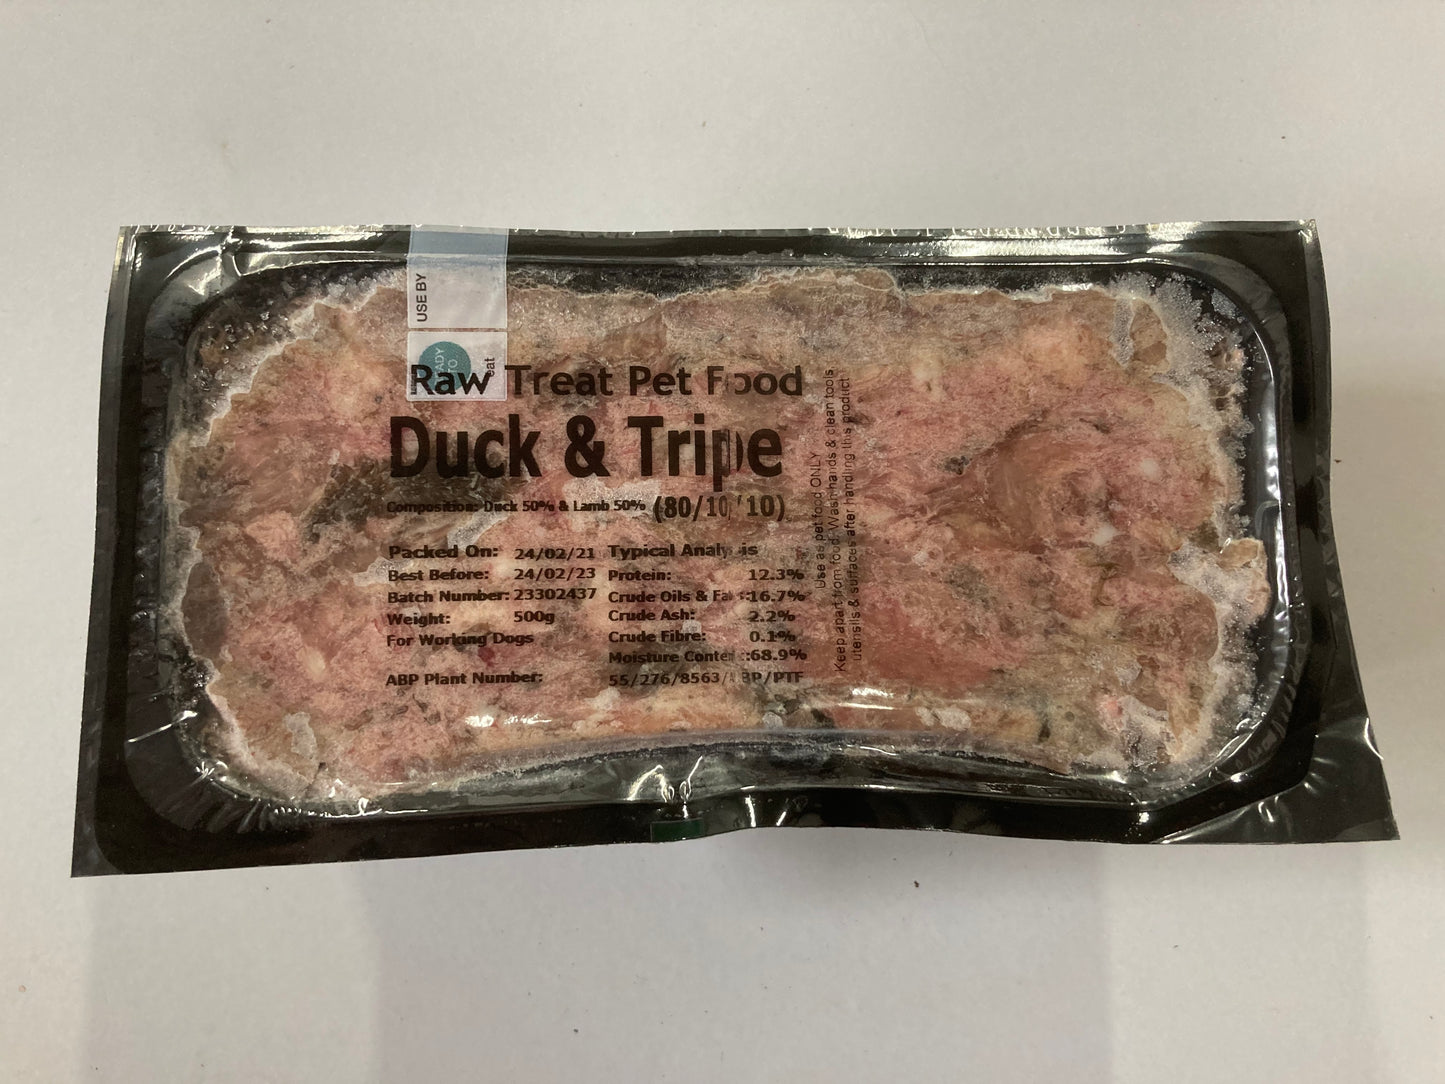 USE BY
Raw Treat Pet Food
Duck & Tripe
Composition: Duck 50% & Lamb 50% (80/10/10)
Packed On: 24/02/21
Best Before: 24/02/23
Batch Number: 23302437
Weight: 500g
For Working Dogs
ABP Plant Number: 55/276/8563/ABP/PTF
Typical Analysis
Protein: 12.3%
Crude Oils & Fats: 16.7%
Crude Ash: 2.2%
Crude Fibre: 0.1%
Moisture Content: 68.9%
Use as pet food ONLY
Keep apart from food. Wash hands & clean tools,
utensils & surfaces after handling this product